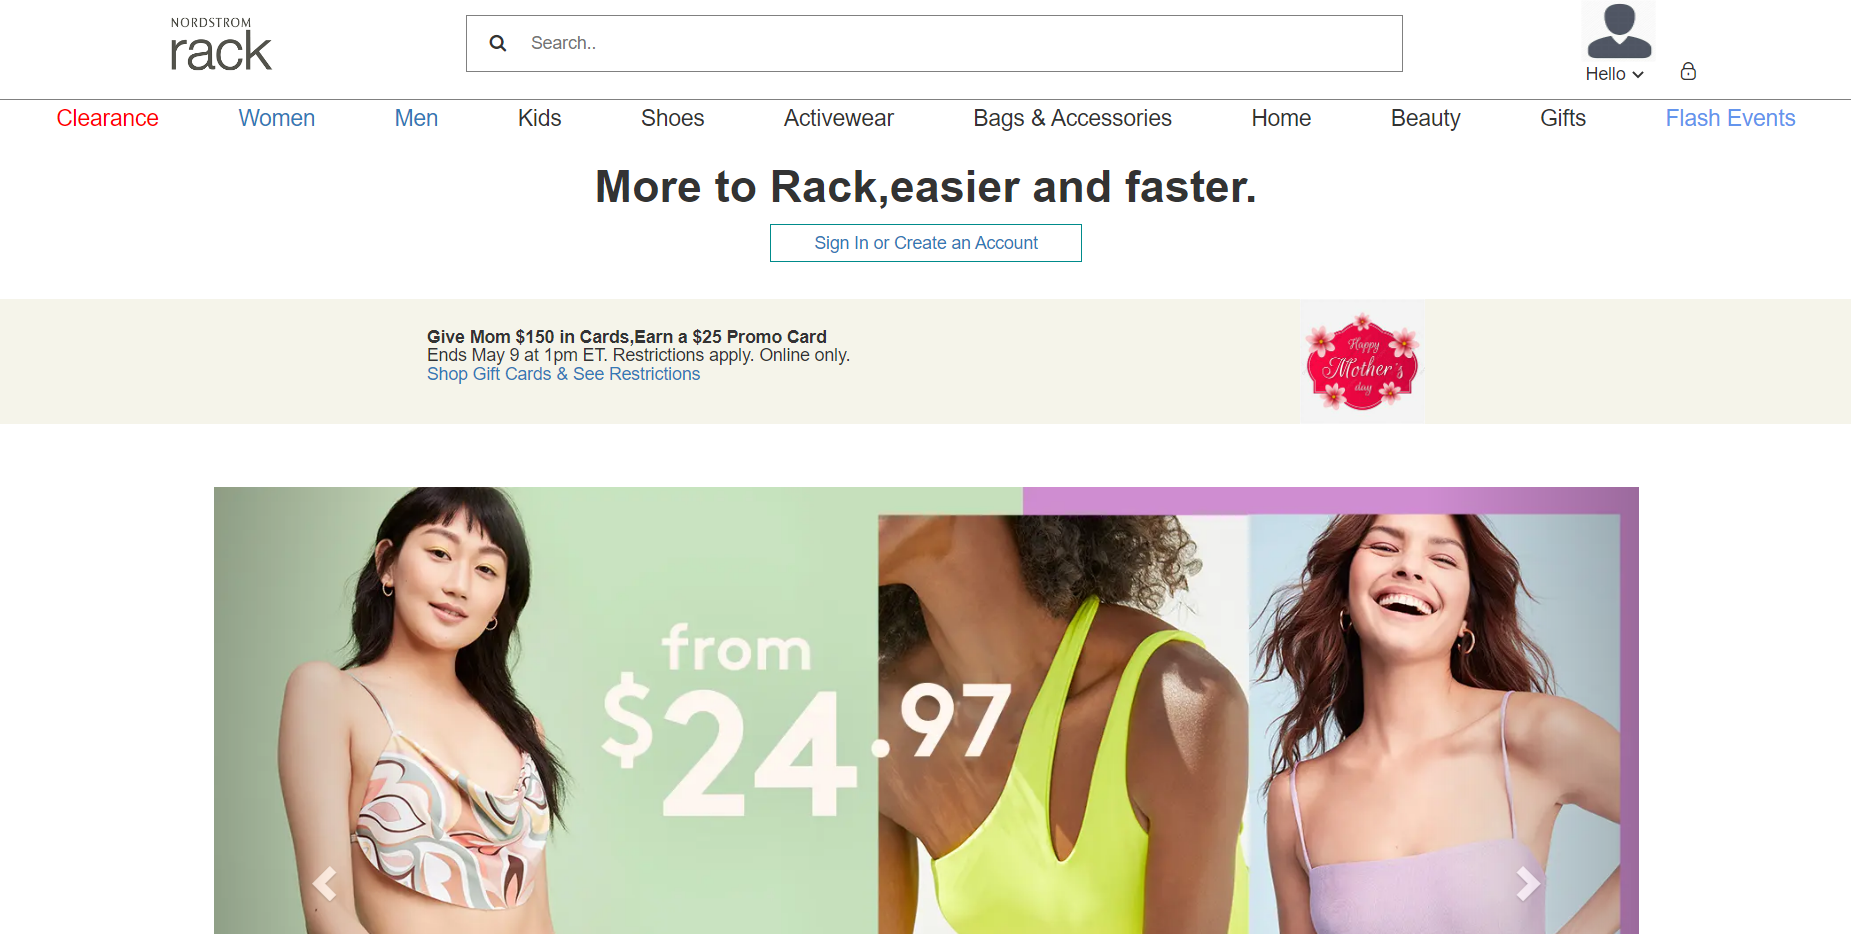 NORDSTROM
rack
Search..
Hello
Clearance Women Men Kids Shoes Activewear Bags & Accessories Home Beauty Gifts Flash Events
More to Rack,easier and faster.
Sign In or Create an Account
Give Mom $150 in Cards,Earn a $25 Promo Card
Ends May 9 at 1pm ET. Restrictions apply. Online only.
Shop Gift Cards & See Restrictions
Happy
Mother's
day
from
$24.97